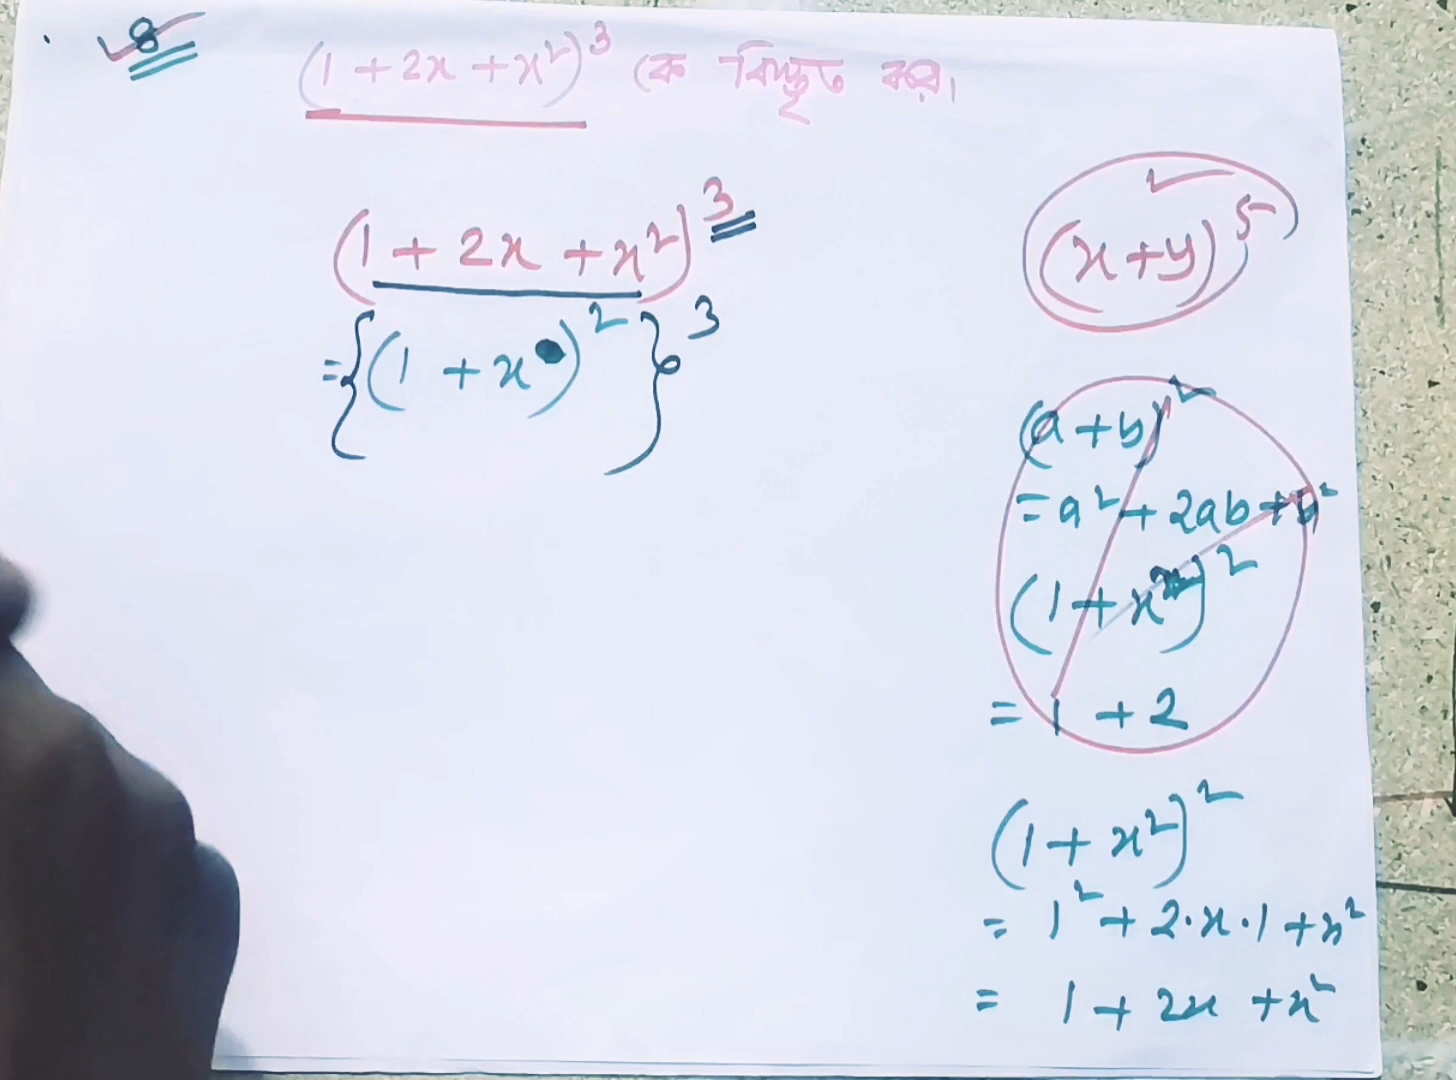 8
(1 + 2x + x²)³ কে বিস্তৃত কর।
(1 + 2x + x²)³
= {(1 + x)²}³
(x + y)⁵
(a + b)²
= a² + 2ab + b²
(1 + x)²
= 1 + 2
(1 + x²)²
= 1² + 2·x·1 + x²
= 1 + 2x + x²